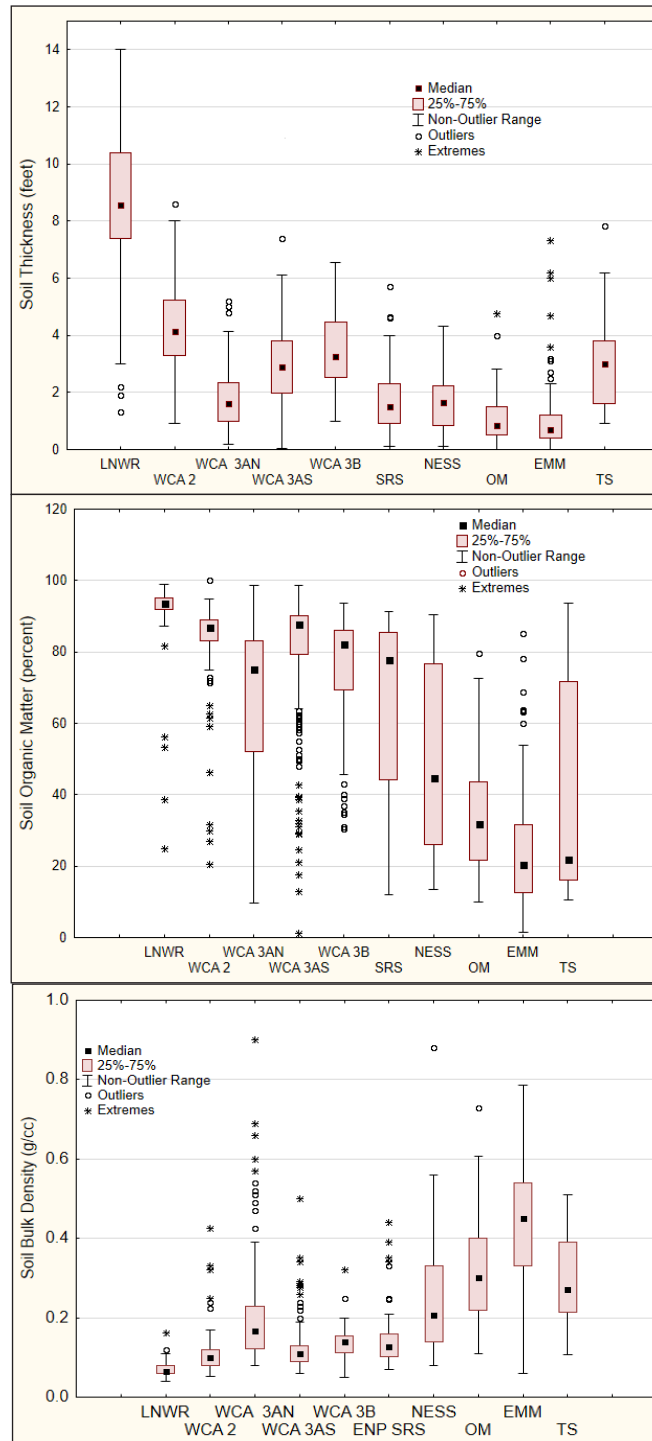 Soil Thickness (feet)
14
12
10
8
6
4
2
0
Median
25%-75%
Non-Outlier Range
Outliers
Extremes
LNWR WCA 3AN WCA 3B NESS EMM
WCA 2 WCA 3AS SRS OM TS
Soil Organic Matter (percent)
120
100
80
60
40
20
0
Median
25%-75%
Non-Outlier Range
Outliers
Extremes
LNWR WCA 3AN WCA 3B NESS EMM
WCA 2 WCA 3AS SRS OM TS
Soil Bulk Density (g/cc)
1.0
0.8
0.6
0.4
0.2
0.0
Median
25%-75%
Non-Outlier Range
Outliers
Extremes
LNWR WCA 3AN WCA 3B NESS EMM
WCA 2 WCA 3AS ENP SRS OM TS